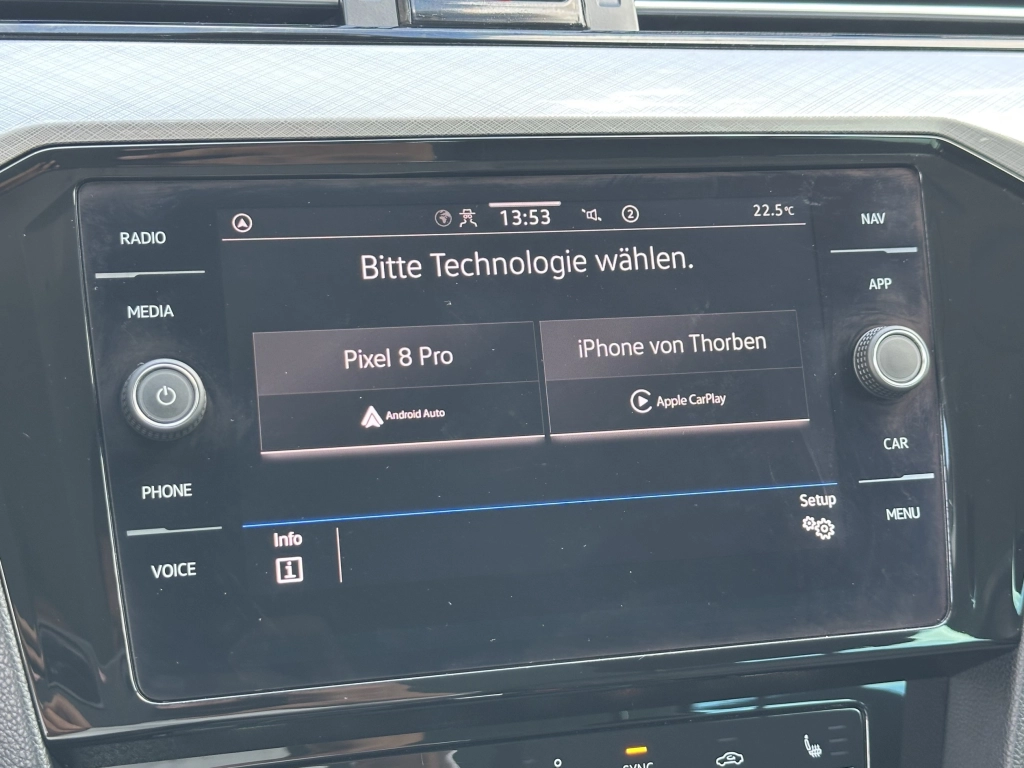 13:53
2
22.5°C
RADIO
MEDIA
PHONE
VOICE
Bitte Technologie wählen.
Pixel 8 Pro
Android Auto
iPhone von Thorben
Apple CarPlay
Info
i
Setup
NAV
APP
CAR
MENU
SYNC